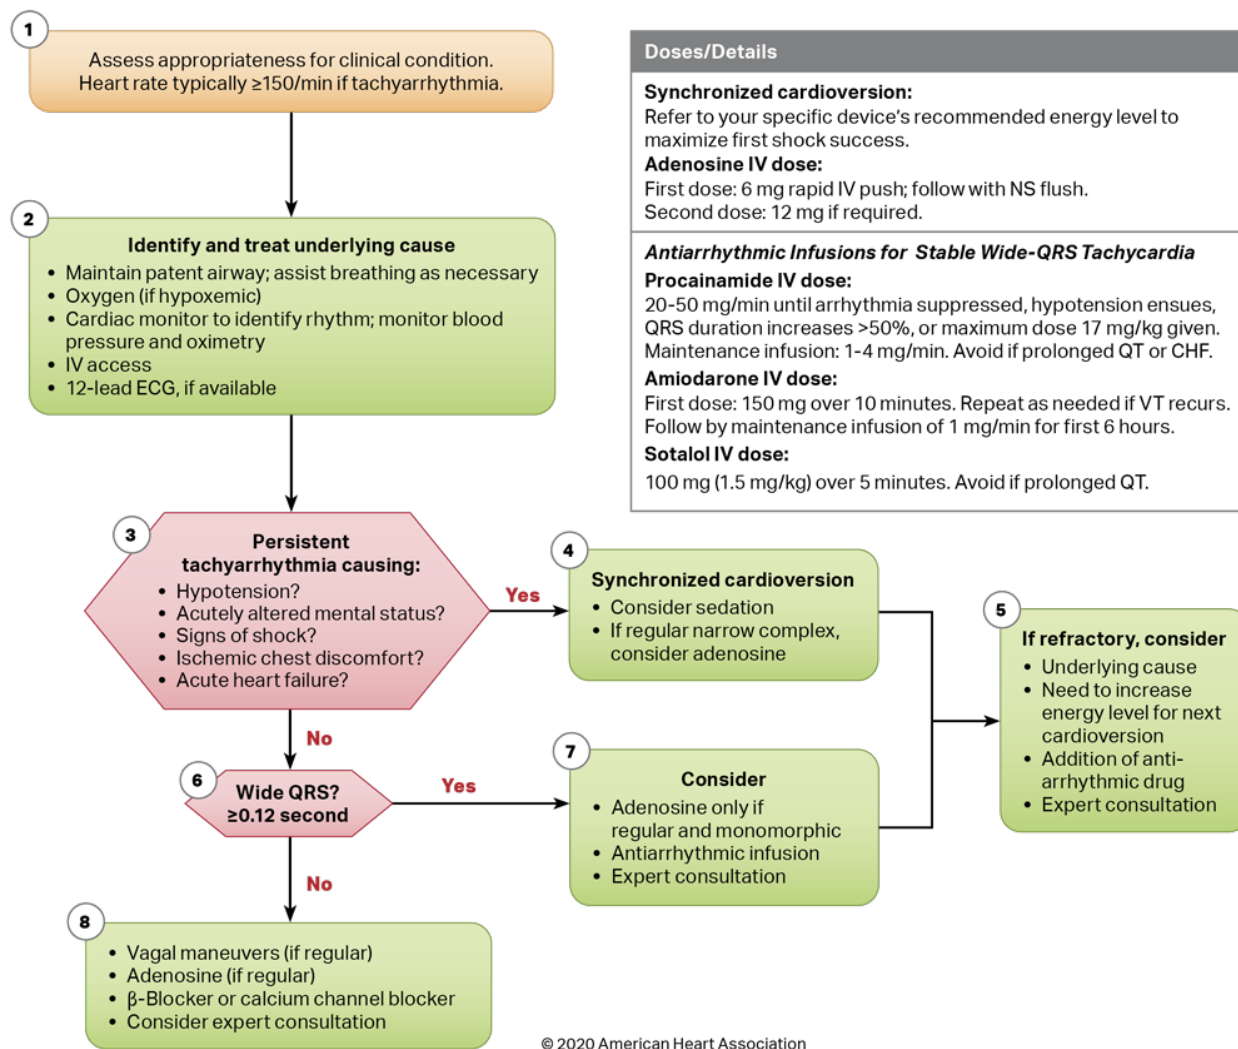 1
Assess appropriateness for clinical condition.
Heart rate typically ≥150/min if tachyarrhythmia.
2
Identify and treat underlying cause
• Maintain patent airway; assist breathing as necessary
• Oxygen (if hypoxemic)
• Cardiac monitor to identify rhythm; monitor blood
pressure and oximetry
• IV access
• 12-lead ECG, if available
Doses/Details
Synchronized cardioversion:
Refer to your specific device's recommended energy level to
maximize first shock success.
Adenosine IV dose:
First dose: 6 mg rapid IV push; follow with NS flush.
Second dose: 12 mg if required.
Antiarrhythmic Infusions for Stable Wide-QRS Tachycardia
Procainamide IV dose:
20-50 mg/min until arrhythmia suppressed, hypotension ensues,
QRS duration increases >50%, or maximum dose 17 mg/kg given.
Maintenance infusion: 1-4 mg/min. Avoid if prolonged QT or CHF.
Amiodarone IV dose:
First dose: 150 mg over 10 minutes. Repeat as needed if VT recurs.
Follow by maintenance infusion of 1 mg/min for first 6 hours.
Sotalol IV dose:
100 mg (1.5 mg/kg) over 5 minutes. Avoid if prolonged QT.
3
Persistent
tachyarrhythmia causing:
• Hypotension?
• Acutely altered mental status?
• Signs of shock?
• Ischemic chest discomfort?
• Acute heart failure?
Yes
4
Synchronized cardioversion
• Consider sedation
• If regular narrow complex,
consider adenosine
5
If refractory, consider
• Underlying cause
• Need to increase
energy level for next
cardioversion
• Addition of anti-
arrhythmic drug
• Expert consultation
No
6
Wide QRS?
≥0.12 second
Yes
7
Consider
• Adenosine only if
regular and monomorphic
• Antiarrhythmic infusion
• Expert consultation
No
8
• Vagal maneuvers (if regular)
• Adenosine (if regular)
• β-Blocker or calcium channel blocker
• Consider expert consultation
© 2020 American Heart Association